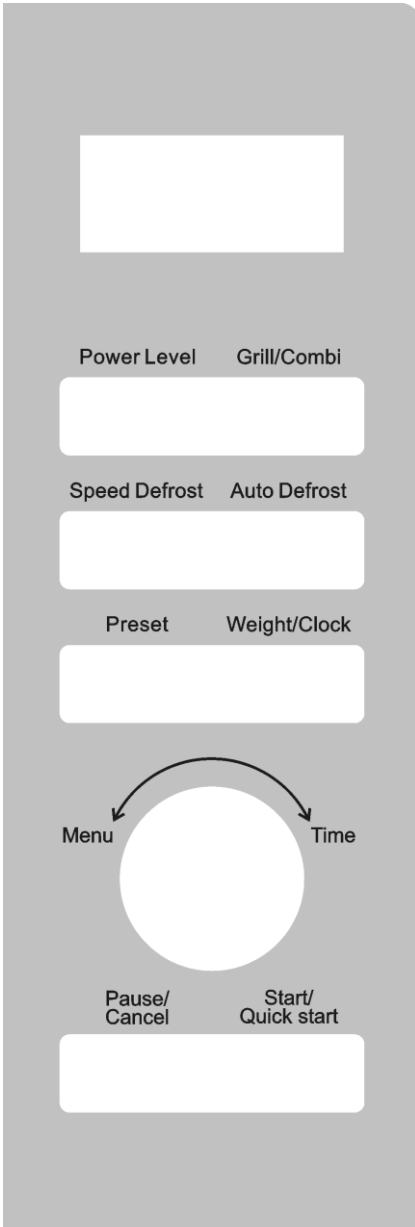 Power Level Grill/Combi
Speed Defrost Auto Defrost
Preset Weight/Clock
Menu Time
Pause/ Start/
Cancel Quick start